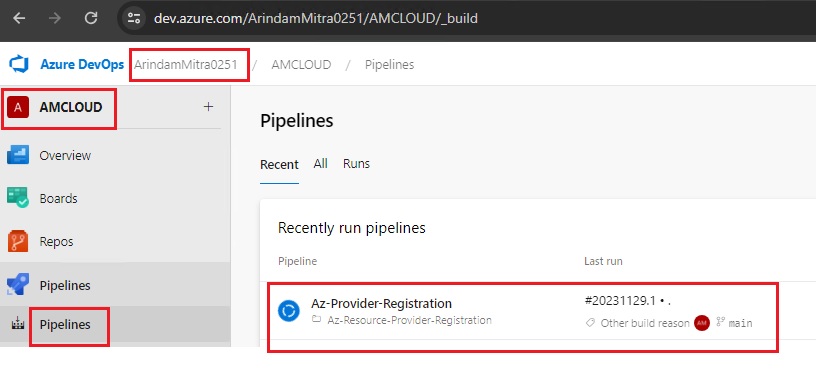 dev.azure.com/ArindamMitra0251/AMCLOUD/_build
Azure DevOps ArindamMitra0251 / AMCLOUD / Pipelines
A AMCLOUD +
Overview
Boards
Repos
Pipelines
Pipelines
Pipelines
Recent All Runs
Recently run pipelines
Pipeline Last run
Az-Provider-Registration #20231129.1 • .
Az-Resource-Provider-Registration Other build reason AM main